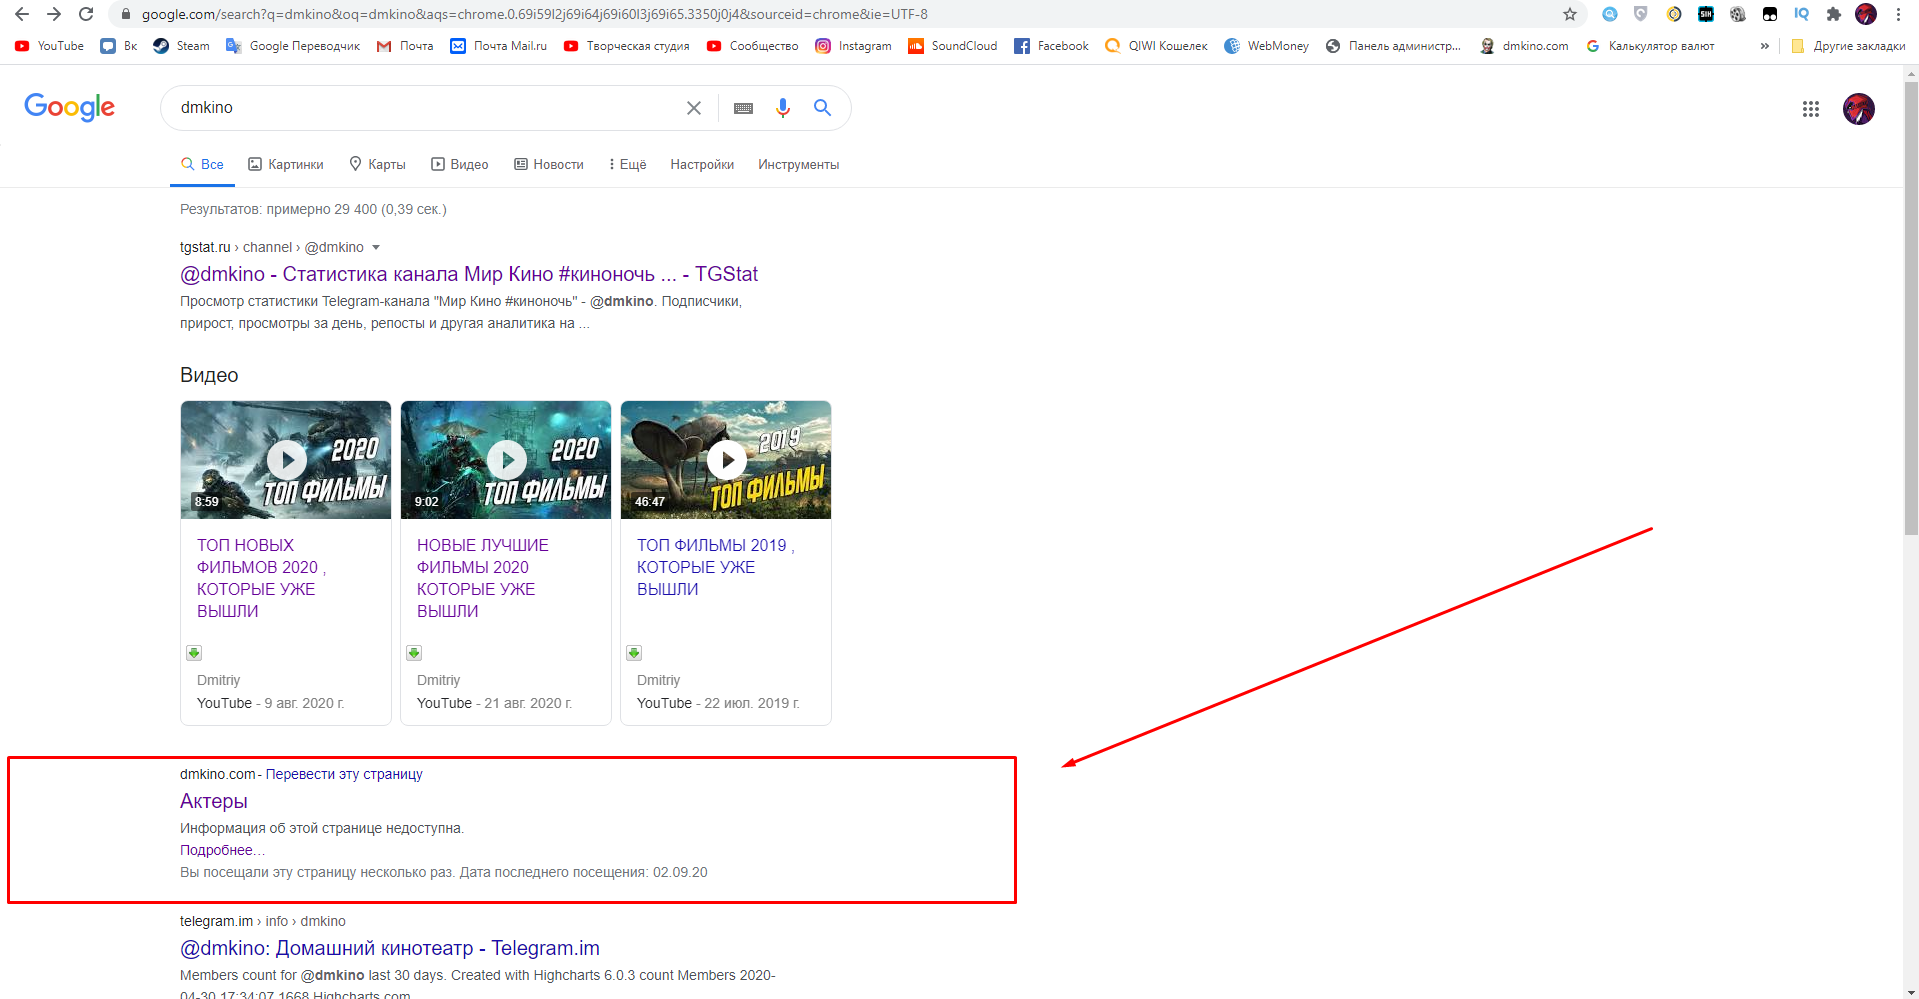 google.com/search?q=dmkino&oq=dmkino&aqs=chrome.0.69i59l2j69i64j69i60l3j69i65.3350j0j4&sourceid=chrome&ie=UTF-8
YouTube Вк Steam Google Переводчик Почта Почта Mail.ru Творческая студия Сообщество Instagram SoundCloud Facebook QIWI Кошелек WebMoney Панель администр... dmkino.com Калькулятор валют » Другие закладки
Google dmkino
Все Картинки Карты Видео Новости Ещё Настройки Инструменты
Результатов: примерно 29 400 (0,39 сек.)
tgstat.ru › channel › @dmkino
@dmkino - Статистика канала Мир Кино #киноночь ... - TGStat
Просмотр статистики Telegram-канала "Мир Кино #киноночь" - @dmkino. Подписчики,
прирост, просмотры за день, репосты и другая аналитика на ...
Видео
2020
ТОП ФИЛЬМЫ
8:59
ТОП НОВЫХ
ФИЛЬМОВ 2020 ,
КОТОРЫЕ УЖЕ
ВЫШЛИ
Dmitriy
YouTube - 9 авг. 2020 г.
2020
ТОП ФИЛЬМЫ
9:02
НОВЫЕ ЛУЧШИЕ
ФИЛЬМЫ 2020
КОТОРЫЕ УЖЕ
ВЫШЛИ
Dmitriy
YouTube - 21 авг. 2020 г.
2019
ТОП ФИЛЬМЫ
46:47
ТОП ФИЛЬМЫ 2019 ,
КОТОРЫЕ УЖЕ
ВЫШЛИ
Dmitriy
YouTube - 22 июл. 2019 г.
dmkino.com - Перевести эту страницу
Актеры
Информация об этой странице недоступна.
Подробнее...
Вы посещали эту страницу несколько раз. Дата последнего посещения: 02.09.20
telegram.im › info › dmkino
@dmkino: Домашний кинотеатр - Telegram.im
Members count for @dmkino last 30 days. Created with Highcharts 6.0.3 count Members 2020-
04-30 17:34:07 1668 Highcharts.com